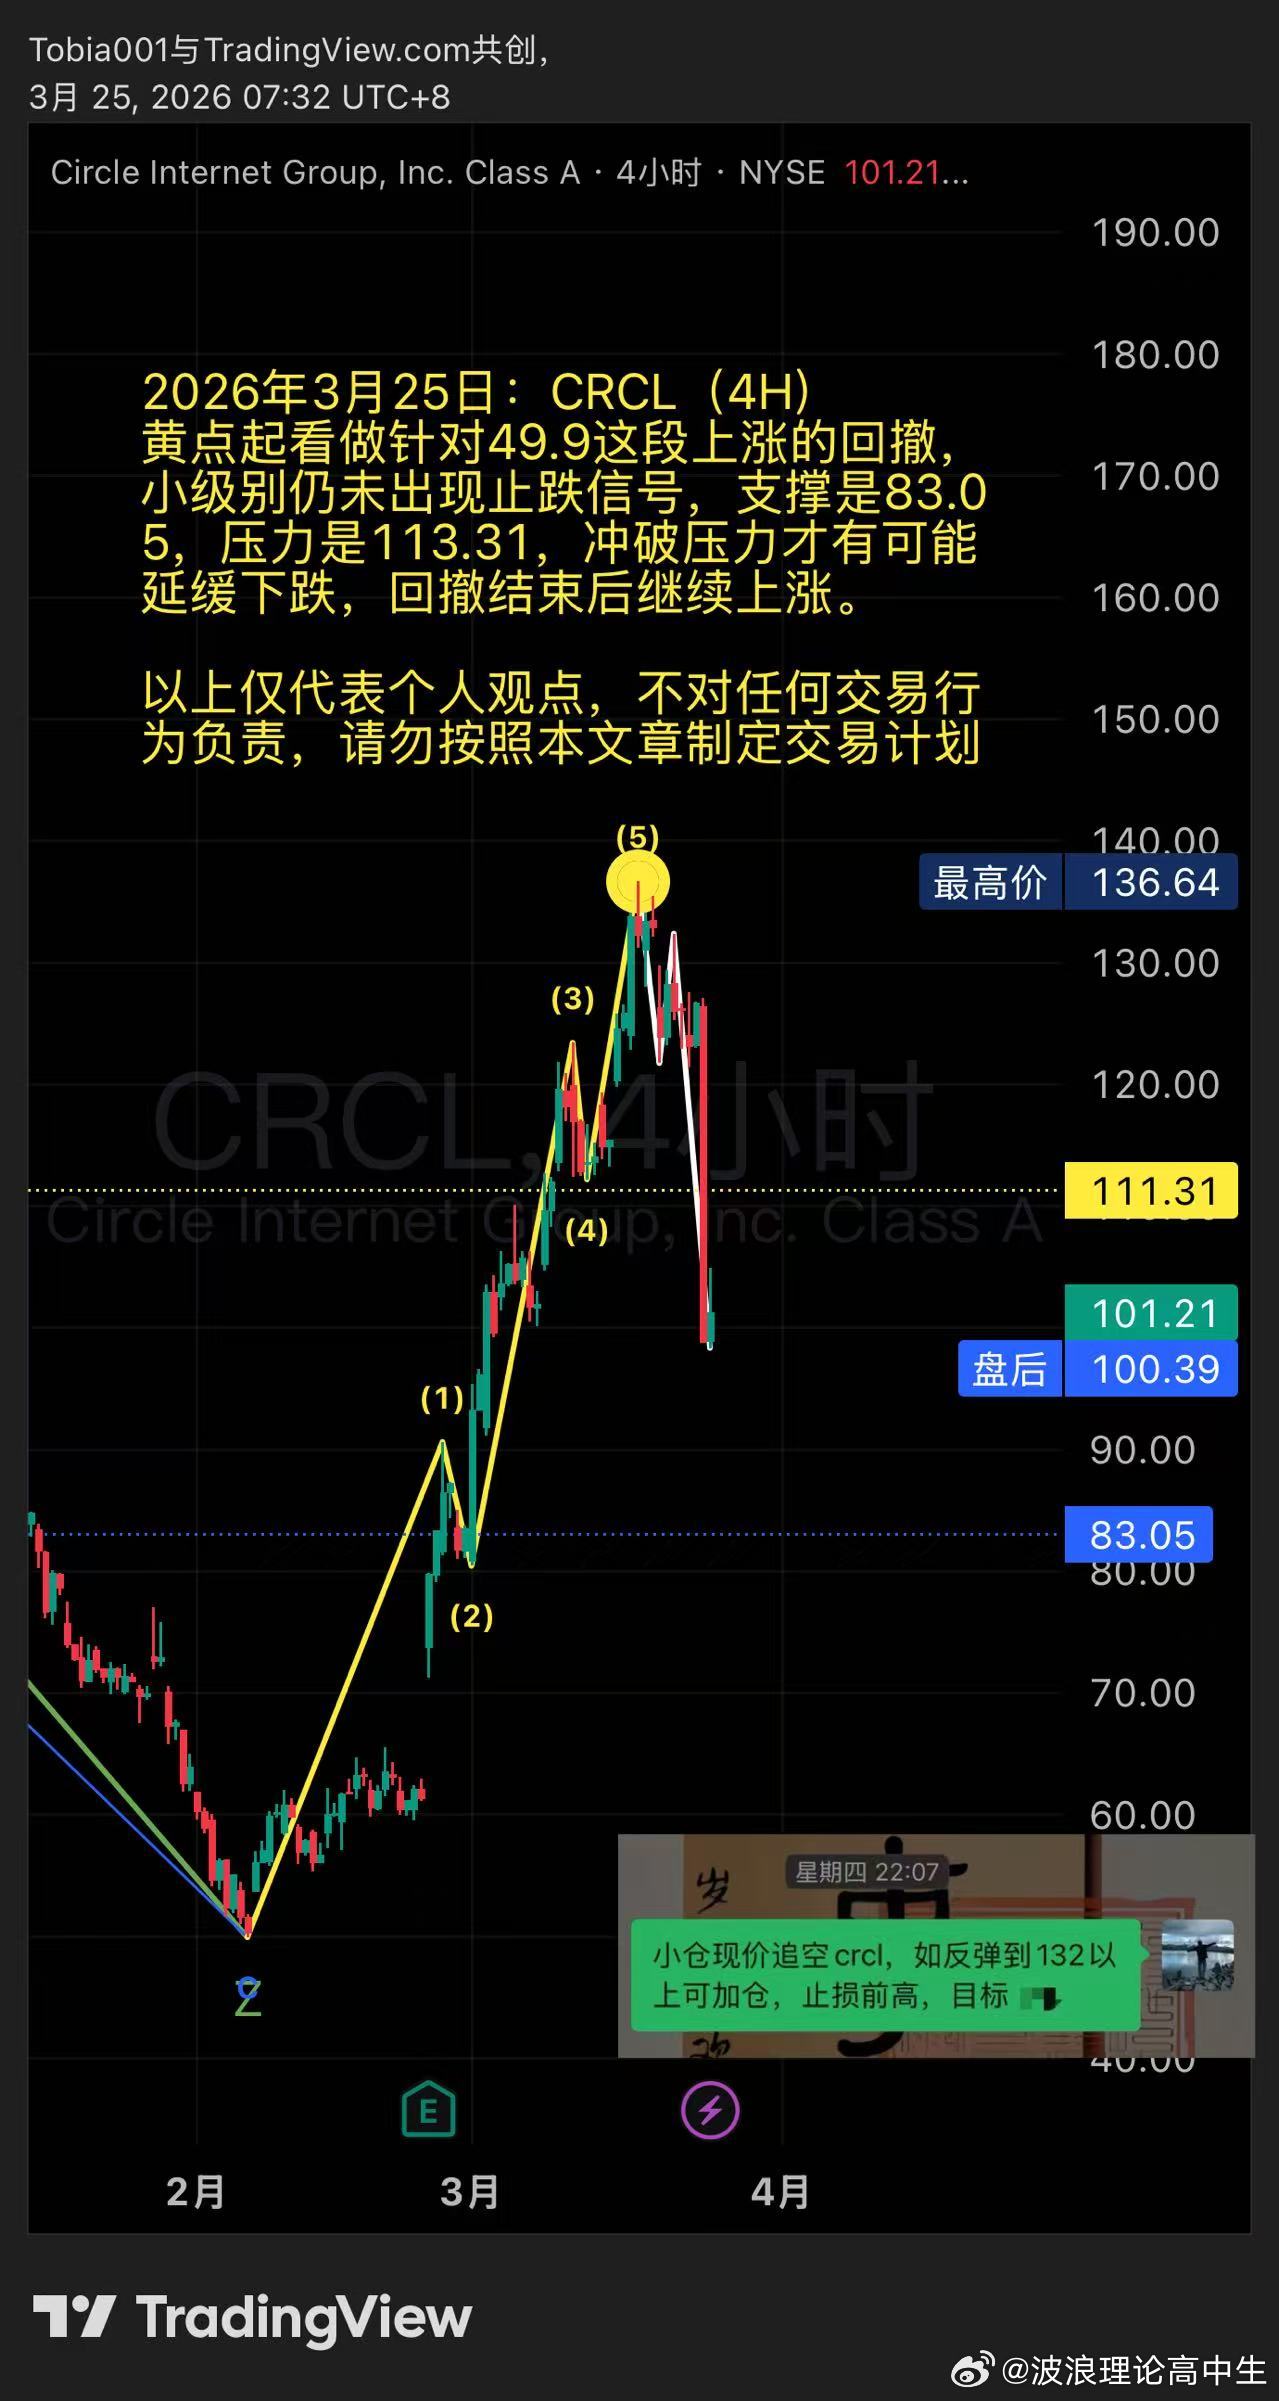 Tobia001与TradingView.com共创，
3月 25, 2026 07:32 UTC+8
Circle Internet Group, Inc. Class A · 4小时 · NYSE 101.21...
190.00
180.00
2026年3月25日：CRCL（4H）
黄点起看做针对49.9这段上涨的回撤，
170.00
小级别仍未出现止跌信号，支撑是83.0
5，压力是113.31，冲破压力才有可能
延缓下跌，回撤结束后继续上涨。
160.00
以上仅代表个人观点，不对任何交易行
150.00
为负责，请勿按照本文章制定交易计划
(5)
140.00
最高价 136.64
130.00
(3)
CRCL, 4小时
120.00
111.31
Circle Internet Group, Inc. Class A
(4)
101.21
盘后 100.39
(1)
90.00
83.05
80.00
(2)
70.00
60.00
岁
星期四 22:07
小仓现价追空crcl，如反弹到132以
上可加仓，止损前高，目标
40.00
Z
E
2月
3月
4月
TradingView
@波浪理论高中生